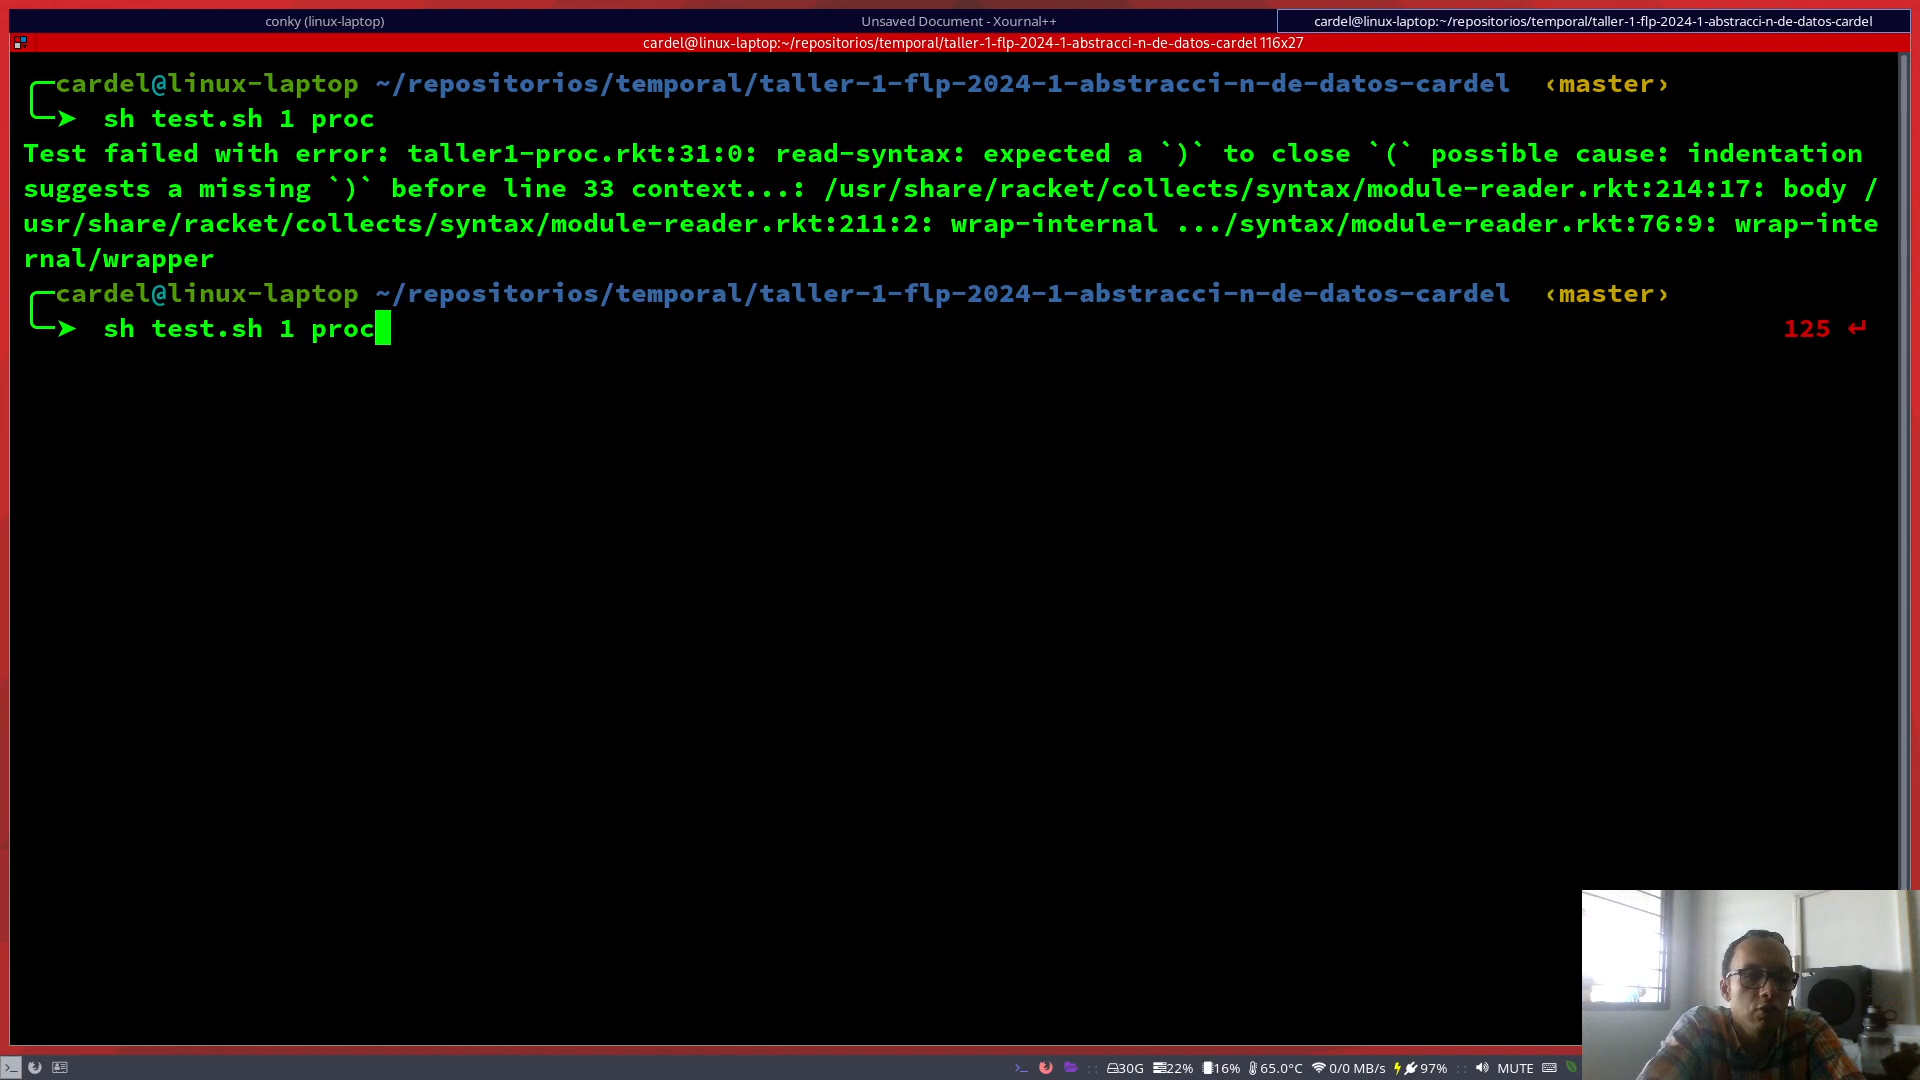 conky (linux-laptop)
Unsaved Document - Xournal++
cardel@linux-laptop:~/repositorios/temporal/taller-1-flp-2024-1-abstracci-n-de-datos-cardel
cardel@linux-laptop:~/repositorios/temporal/taller-1-flp-2024-1-abstracci-n-de-datos-cardel 116x27
cardel@linux-laptop ~/repositorios/temporal/taller-1-flp-2024-1-abstracci-n-de-datos-cardel ‹master›
➤ sh test.sh 1 proc
Test failed with error: taller1-proc.rkt:31:0: read-syntax: expected a `)` to close `(` possible cause: indentation
suggests a missing `)` before line 33 context...: /usr/share/racket/collects/syntax/module-reader.rkt:214:17: body /
usr/share/racket/collects/syntax/module-reader.rkt:211:2: wrap-internal .../syntax/module-reader.rkt:76:9: wrap-inte
rnal/wrapper
cardel@linux-laptop ~/repositorios/temporal/taller-1-flp-2024-1-abstracci-n-de-datos-cardel ‹master›
➤ sh test.sh 1 proc 125 ↵
30G 22% 16% 65.0°C 0/0 MB/s 97% :: MUTE